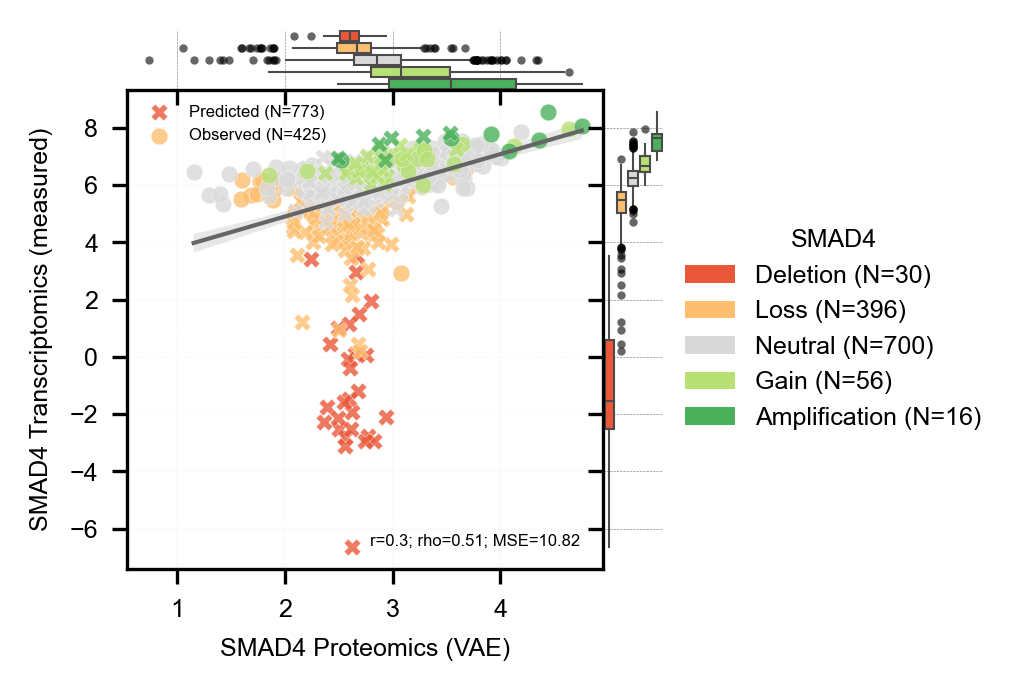 Predicted (N=773)
Observed (N=425)
8
6
4
2
0
−2
−4
−6
SMAD4 Transcriptomics (measured)
r=0.3; rho=0.51; MSE=10.82
1
2
3
4
SMAD4 Proteomics (VAE)
SMAD4
Deletion (N=30)
Loss (N=396)
Neutral (N=700)
Gain (N=56)
Amplification (N=16)